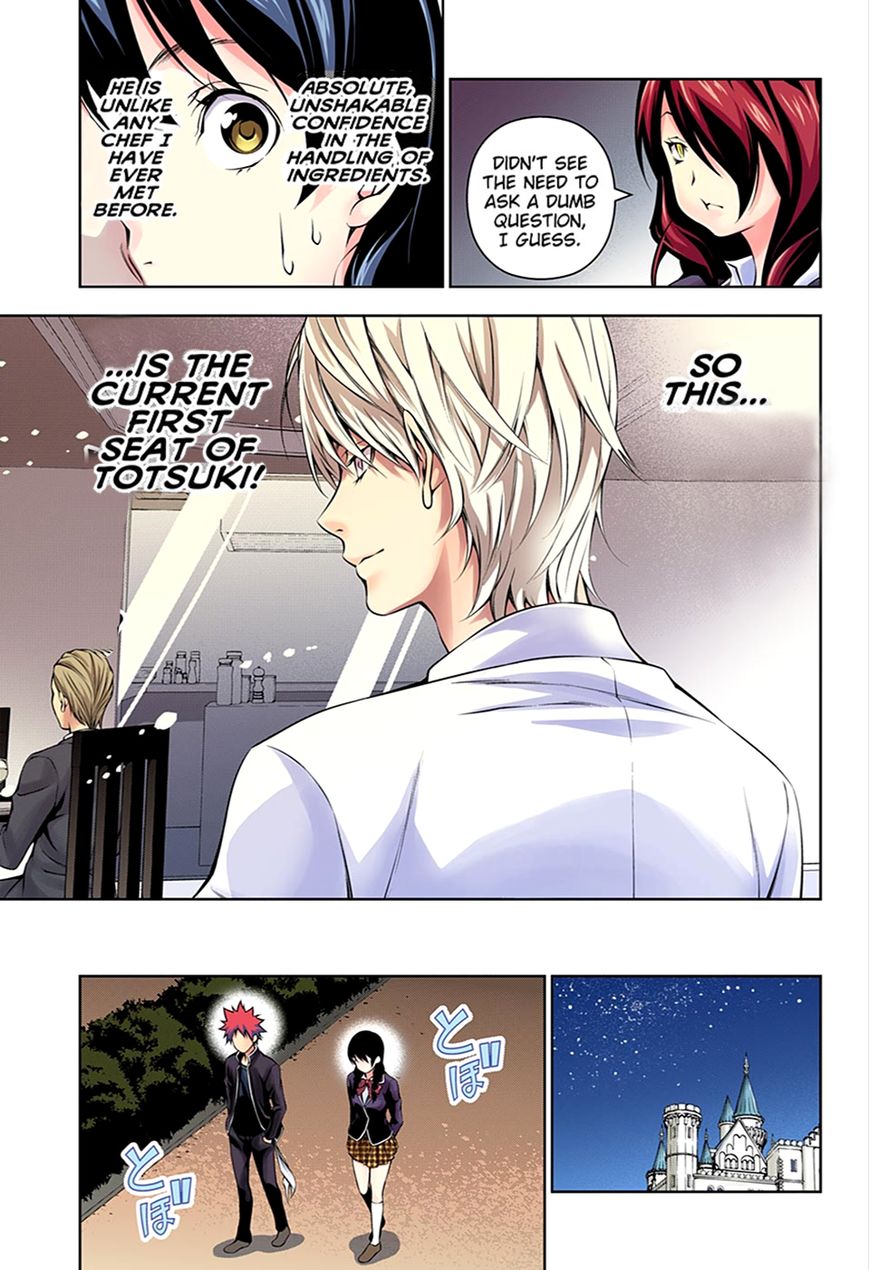 DIDN'T SEE
THE NEED TO
ASK A DUMB
QUESTION,
I GUESS.
ABSOLUTE,
UNSHAKABLE
CONFIDENCE
IN THE
HANDLING OF
INGREDIENTS.
HE IS
UNLIKE
ANY
CHEF I
HAVE
EVER
MET
BEFORE.
SO
THIS...
...IS THE
CURRENT
FIRST
SEAT OF
TOTSUKI!
とぼ
とぼ